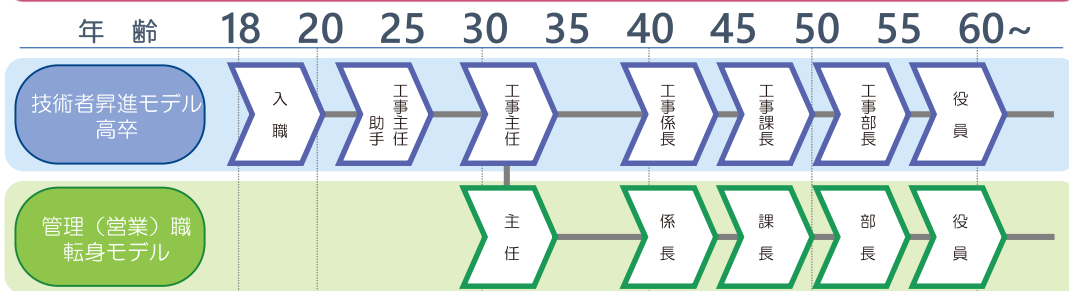 年 齢 18 20 25 30 35 40 45 50 55 60~
技術者昇進モデル
高卒
入職
工事主任
助手
工事主任
工事係長
工事課長
工事部長
役員
管理（営業）職
転身モデル
主任
係長
課長
部長
役員